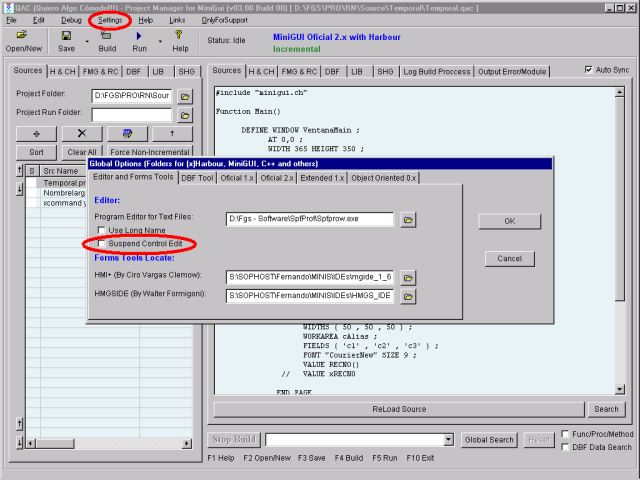 QAC (Quiero Algo Cómodo!!!) - Project Manager for MiniGui (v03.00 Build 08) [ D:\FGS\PRO\RN\Source\Temporal\Temporal.qac ]
File Edit Debug Settings Help Links OnlyForSupport
Open/New Save Build Run Help
Status: Idle
MiniGUI Oficial 2.x with Harbour
Incremental
Sources H & CH FMG & RC DBF LIB SHG
Sources H & CH FMG & RC DBF LIB SHG Log Build Proccess Output Error/Module Auto Sync
Project Folder: D:\FGS\PRO\RN\Sour
Project Run Folder:
Sort Clear All Force Non-Incremental
S Src Name
Temporal.pr
Nombrelarg
xcommand y
#include "minigui.ch"
Function Main()
DEFINE WINDOW VentanaMain ;
AT 0,0 ;
WIDTH 365 HEIGHT 350 ;
Global Options (Folders for [x]Harbour, MiniGUI, C++ and others)
Editor and Forms Tools DBF Tool Oficial 1.x Oficial 2.x Extended 1.x Object Oriented 0.x
Editor:
Program Editor for Text Files: D:\Fgs - Software\SpfProf\Spfprow.exe
Use Long Name
Suspend Control Edit
Forms Tools Locate:
HMI+ (By Ciro Vargas Clemow): S:\SOPHOST\Fernando\MINIS\IDEs\mgide_1_6
HMGSIDE (By Walter Formigoni): S:\SOPHOST\Fernando\MINIS\IDEs\HMGS_IDE
OK
Cancel
WIDTHS { 50 , 50 , 50 } ;
WORKAREA cAlias ;
FIELDS { 'c1' , 'c2' , 'c3' } ;
FONT "CourierNew" SIZE 9 ;
VALUE RECNO()
// VALUE xRECNO
END PAGE
ReLoad Source Search
Stop Build Global Search Reset Func/Proc/Method
DBF Data Search
F1 Help F2 Open/New F3 Save F4 Build F5 Run F10 Exit